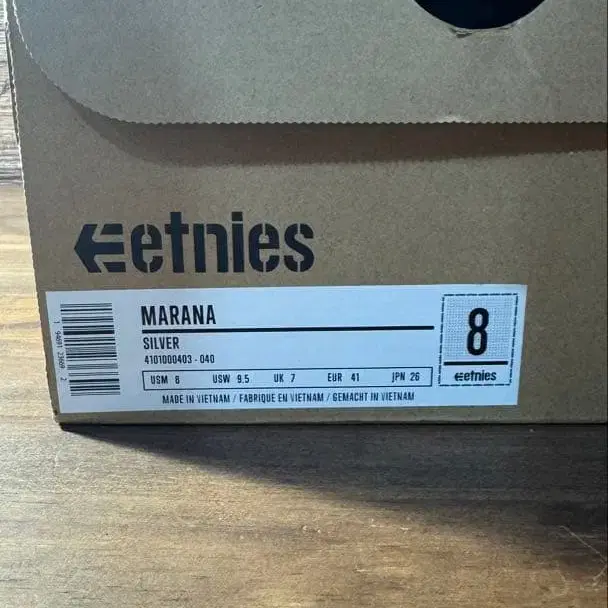 etnies
MARANA
SILVER
4101000403 - 040
USM 8 USW 9.5 UK 7 EUR 41 JPN 26
MADE IN VIETNAM / FABRIQUE EN VIETNAM / GEMACHT IN VIETNAM
8
etnies